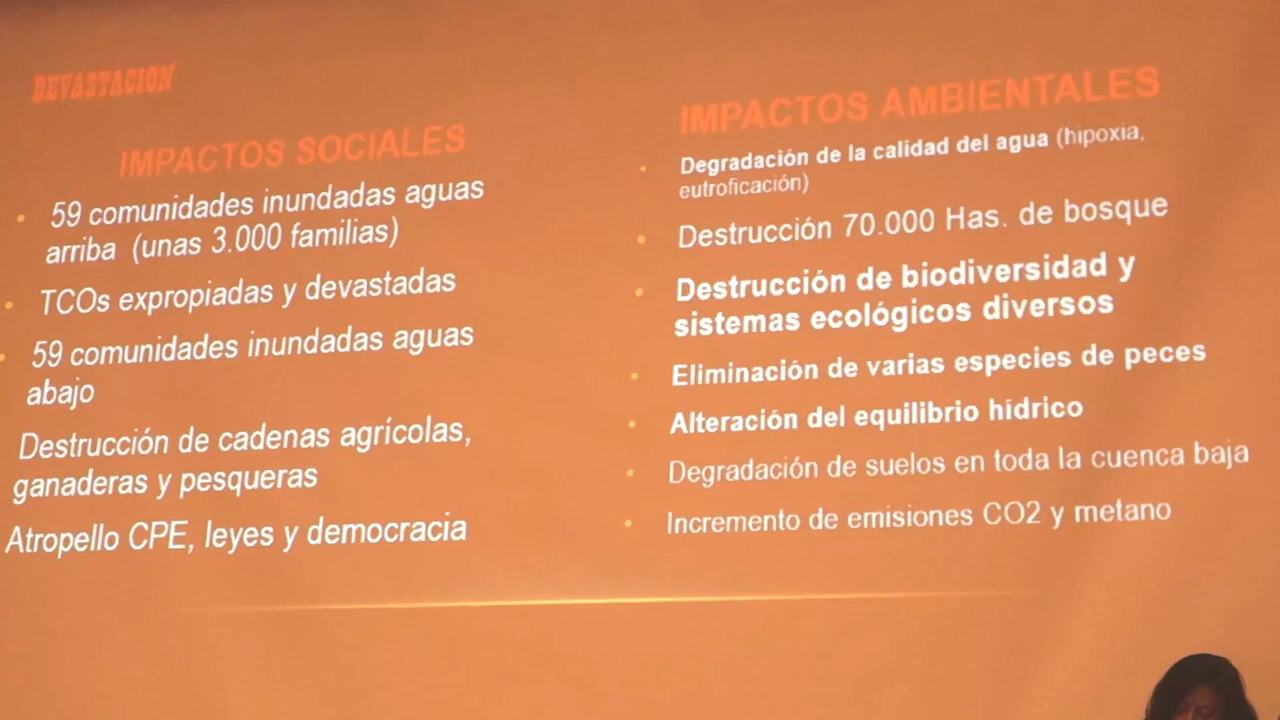 DEVASTACIÓN
IMPACTOS SOCIALES
• 59 comunidades inundadas aguas
arriba (unas 3.000 familias)
• TCOs expropiadas y devastadas
• 59 comunidades inundadas aguas
abajo
Destrucción de cadenas agrícolas,
ganaderas y pesqueras
Atropello CPE, leyes y democracia
IMPACTOS AMBIENTALES
• Degradación de la calidad del agua (hipoxia,
eutroficación)
• Destrucción 70.000 Has. de bosque
• Destrucción de biodiversidad y
sistemas ecológicos diversos
• Eliminación de varias especies de peces
• Alteración del equilibrio hídrico
• Degradación de suelos en toda la cuenca baja
• Incremento de emisiones CO2 y metano